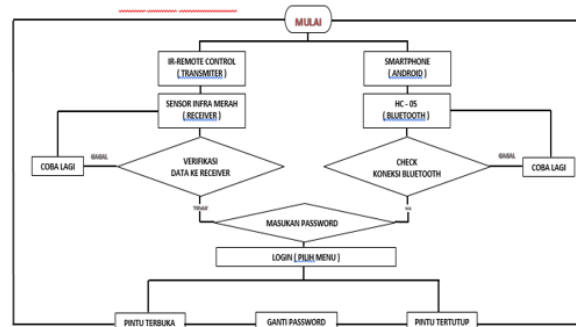 MULAI
IR-REMOTE CONTROL
( TRANSMITER )
SMARTPHONE
( ANDROID )
SENSOR INFRA MERAH
( RECEIVER )
HC - 05
( BLUETOOTH )
GAGAL
COBA LAGI
VERIFIKASI
DATA KE RECEIVER
CHECK
KONEKSI BLUETOOTH
GAGAL
COBA LAGI
YA
MASUKAN PASSWORD
LOGIN ( PILIH MENU )
PINTU TERBUKA
GANTI PASSWORD
PINTU TERTUTUP